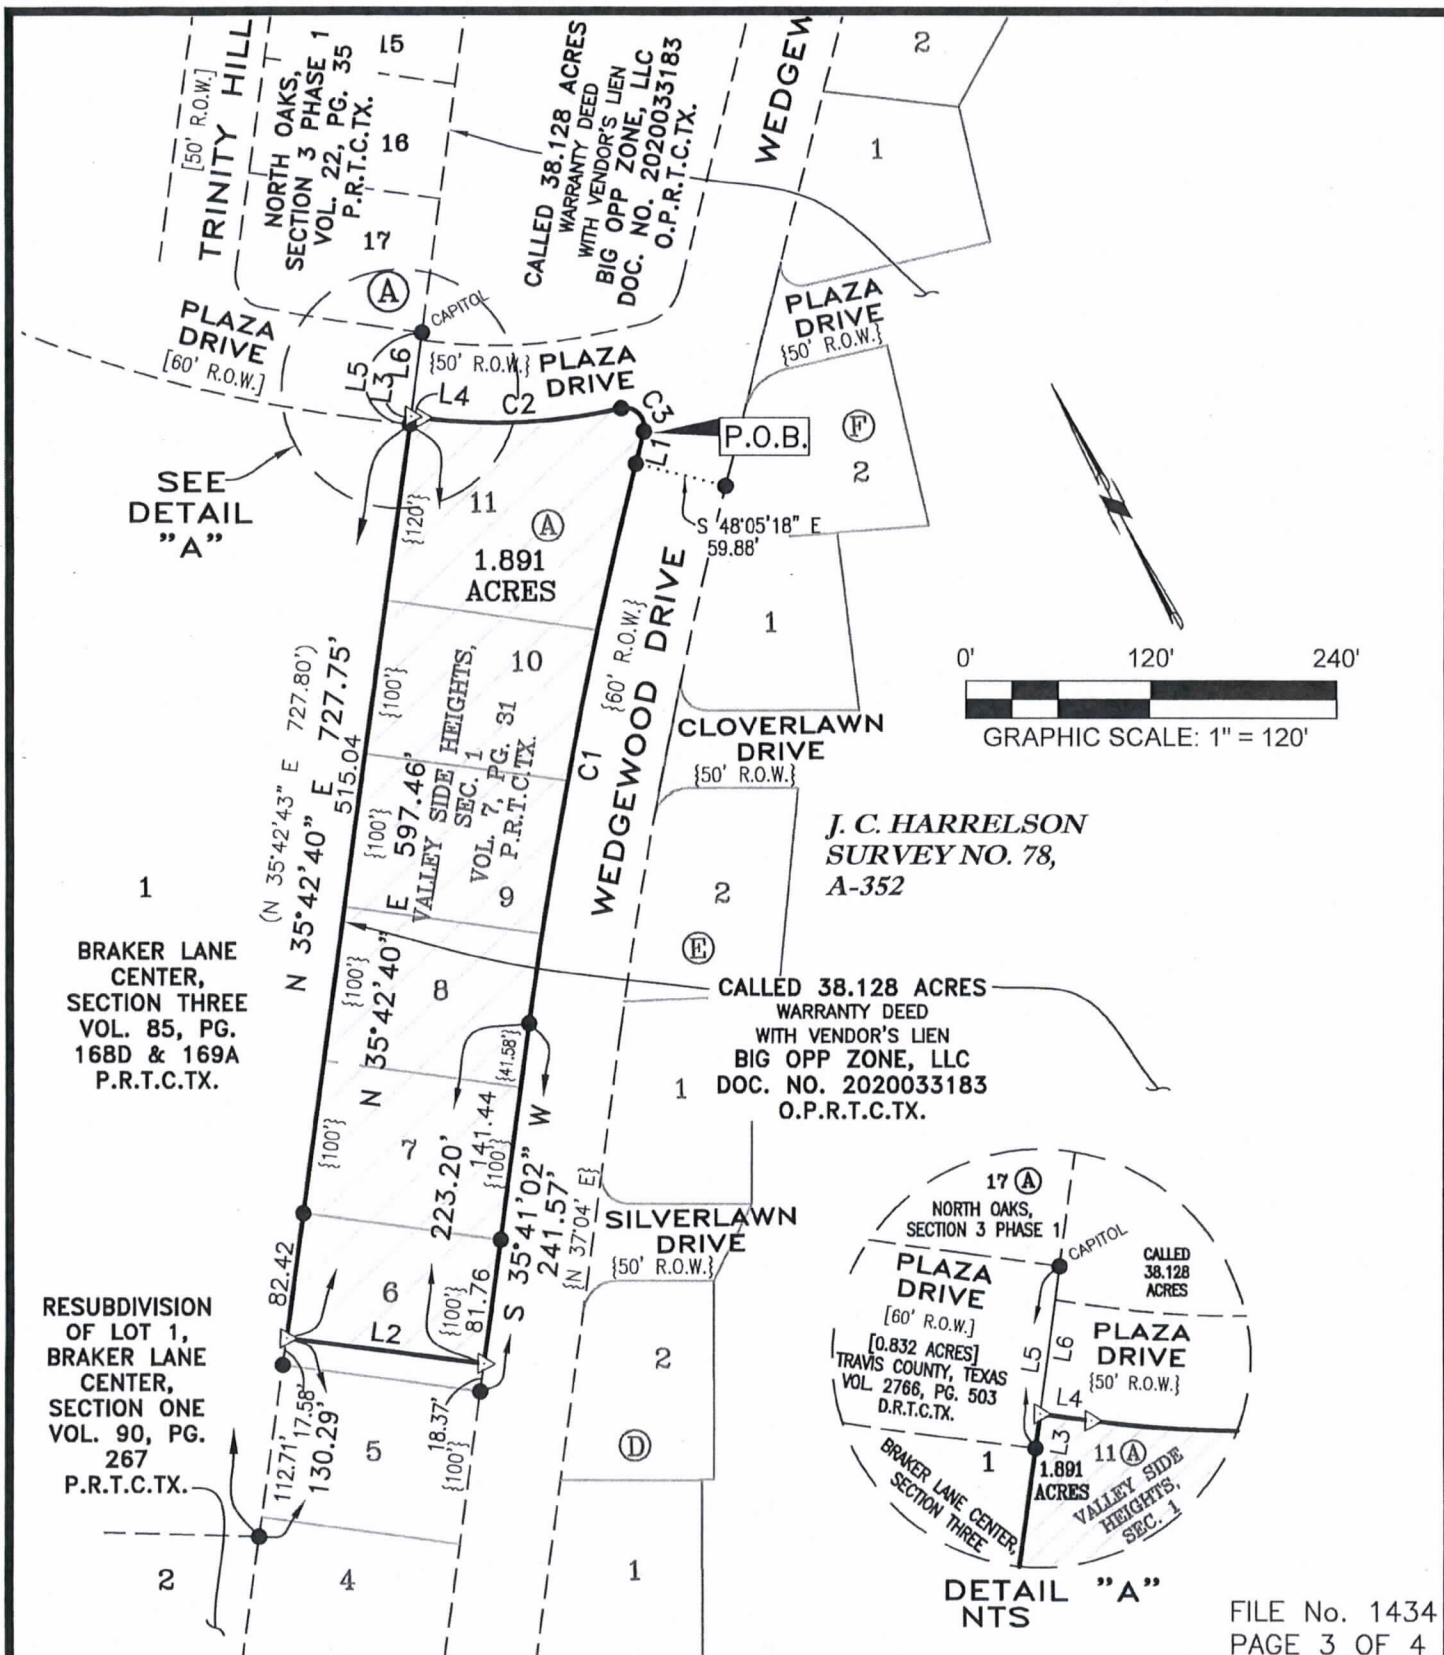 TRINITY HILL
[50' R.O.W.]
NORTH OAKS,
SECTION 3 PHASE 1
VOL. 22, PG. 35
P.R.T.C.TX.
15
16
17
CALLED 38.128 ACRES
WARRANTY DEED
WITH VENDOR'S LIEN
BIG OPP ZONE, LLC
DOC. NO. 2020033183
O.P.R.T.C.TX.
WEDGEW
2
1
A
CAPITOL
PLAZA
DRIVE
[60' R.O.W.]
L5
L3
L6
L4
{50' R.O.W.}
PLAZA
DRIVE
C2
C3
L1
P.O.B.
PLAZA
DRIVE
{50' R.O.W.}
F
2
SEE
DETAIL
"A"
S 48°05'18" E
59.88'
{120'}
11
A
1.891
ACRES
1
10
{60' R.O.W.}
WEDGEWOOD DRIVE
0' 120' 240'
GRAPHIC SCALE: 1" = 120'
CLOVERLAWN
DRIVE
{50' R.O.W.}
(N 35°42'43" E 727.80')
N 35°42'40" E 727.75'
515.04
{100'}
{100'}
N 35°42'40" E 597.46'
VALLEY SIDE HEIGHTS,
SEC. 1
VOL. 7, PG. 31
P.R.T.C.TX.
C1
9
J. C. HARRELSON
SURVEY NO. 78,
A-352
1
2
E
BRAKER LANE
CENTER,
SECTION THREE
VOL. 85, PG.
168D & 169A
P.R.T.C.TX.
{100'}
8
CALLED 38.128 ACRES
WARRANTY DEED
WITH VENDOR'S LIEN
BIG OPP ZONE, LLC
DOC. NO. 2020033183
O.P.R.T.C.TX.
{41.58'}
1
{100'}
7
223.20'
141.44
{100'}
S 35°41'02" W
241.57'
{N 37°04' E}
SILVERLAWN
DRIVE
{50' R.O.W.}
82.42
6
L2
{100'}
81.76
RESUBDIVISION
OF LOT 1,
BRAKER LANE
CENTER,
SECTION ONE
VOL. 90, PG.
267
P.R.T.C.TX.
112.71'
17.58'
130.29'
5
18.37'
{100'}
2
D
2
4
1
17 A
NORTH OAKS,
SECTION 3 PHASE 1
CAPITOL
PLAZA
DRIVE
[60' R.O.W.]
[0.832 ACRES]
TRAVIS COUNTY, TEXAS
VOL. 2766, PG. 503
D.R.T.C.TX.
CALLED
38.128
ACRES
L5
L6
PLAZA
DRIVE
{50' R.O.W.}
L4
L3
1
1.891
ACRES
11 A
VALLEY SIDE
HEIGHTS,
SEC. 1
BRAKER LANE CENTER,
SECTION THREE
DETAIL "A"
NTS
FILE No. 1434
PAGE 3 OF 4